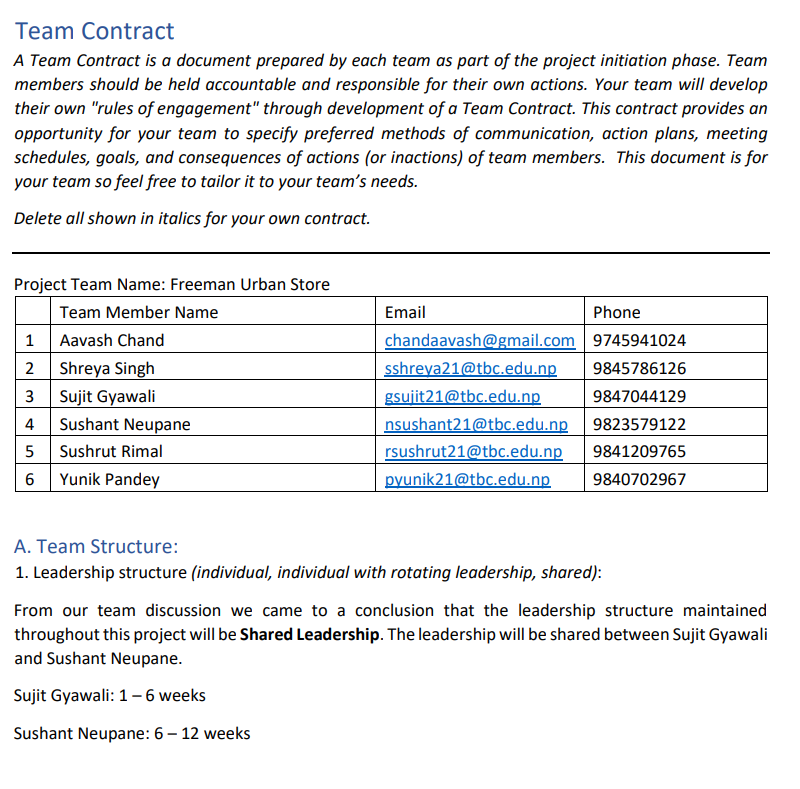 Team Contract
A Team Contract is a document prepared by each team as part of the project initiation phase. Team
members should be held accountable and responsible for their own actions. Your team will develop
their own "rules of engagement" through development of a Team Contract. This contract provides an
opportunity for your team to specify preferred methods of communication, action plans, meeting
schedules, goals, and consequences of actions (or inactions) of team members.  This document is for
your team so feel free to tailor it to your team’s needs.
Delete all shown in italics for your own contract.
Project Team Name: Freeman Urban Store
Team Member Name Email Phone
1 Aavash Chand chandaavash@gmail.com 9745941024
2 Shreya Singh sshreya21@tbc.edu.np 9845786126
3 Sujit Gyawali gsujit21@tbc.edu.np 9847044129
4 Sushant Neupane nsushant21@tbc.edu.np 9823579122
5 Sushrut Rimal rsushrut21@tbc.edu.np 9841209765
6 Yunik Pandey pyunik21@tbc.edu.np 9840702967
A. Team Structure:
1. Leadership structure (individual, individual with rotating leadership, shared):
From our team discussion we came to a conclusion that the leadership structure maintained
throughout this project will be Shared Leadership. The leadership will be shared between Sujit Gyawali
and Sushant Neupane.
Sujit Gyawali: 1 – 6 weeks
Sushant Neupane: 6 – 12 weeks